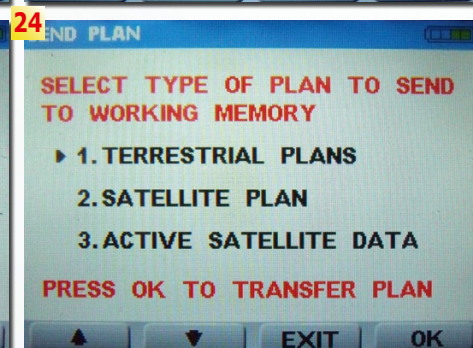 24
END PLAN
SELECT TYPE OF PLAN TO SEND
TO WORKING MEMORY
1. TERRESTRIAL PLANS
2. SATELLITE PLAN
3. ACTIVE SATELLITE DATA
PRESS OK TO TRANSFER PLAN
EXIT OK